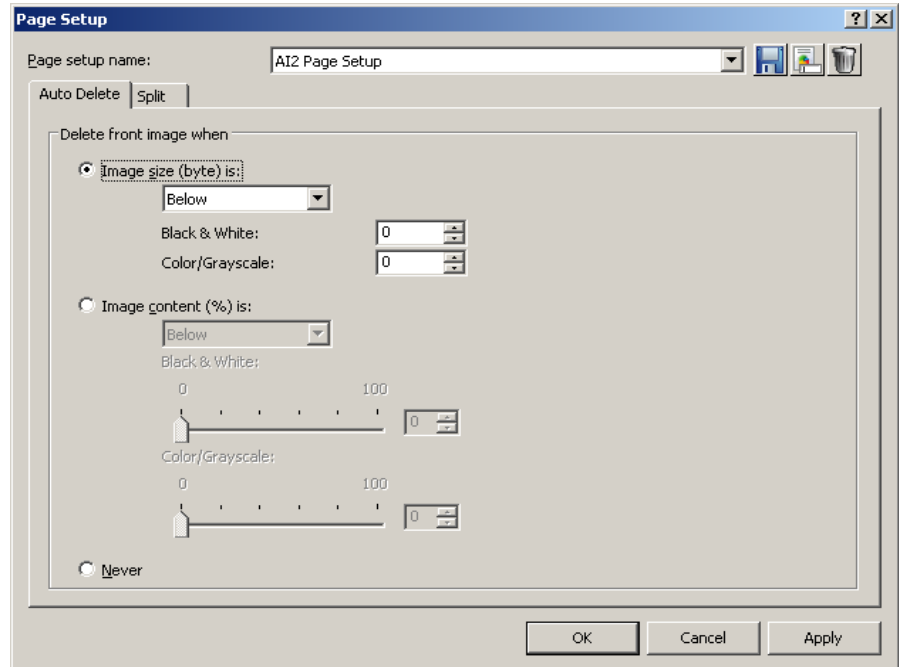 Page Setup
Page setup name: AI2 Page Setup
Auto Delete Split
Delete front image when
Image size (byte) is:
Below
Black & White: 0
Color/Grayscale: 0
Image content (%) is:
Below
Black & White:
0 100
0
Color/Grayscale:
0 100
0
Never
OK Cancel Apply